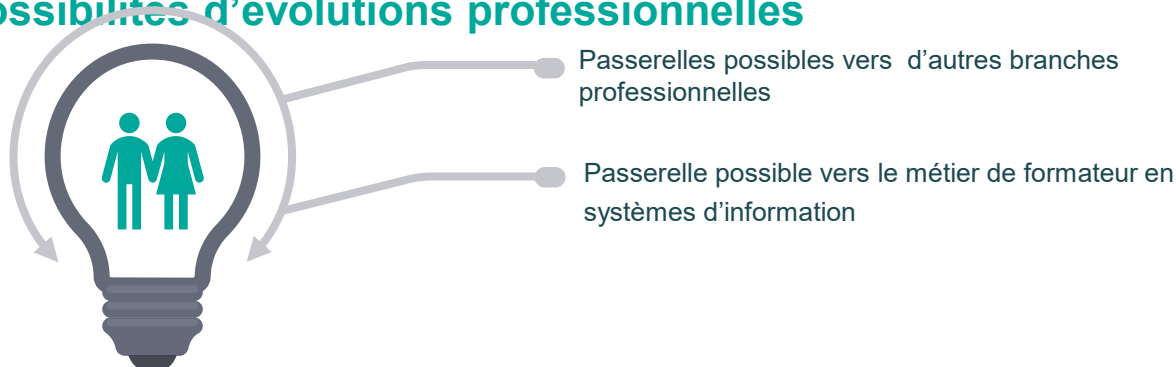 ossibilités d’évolutions professionnelles
Passerelles possibles vers d’autres branches
professionnelles
Passerelle possible vers le métier de formateur en
systèmes d’information